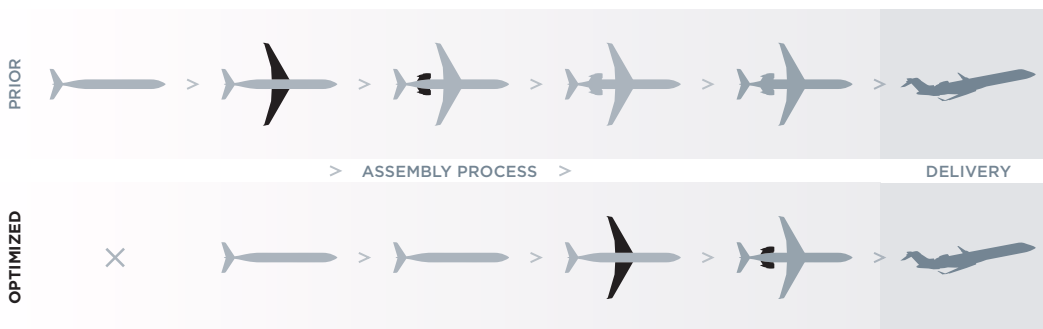 PRIOR
> > > > >
> ASSEMBLY PROCESS >
DELIVERY
OPTIMIZED
× > > > >